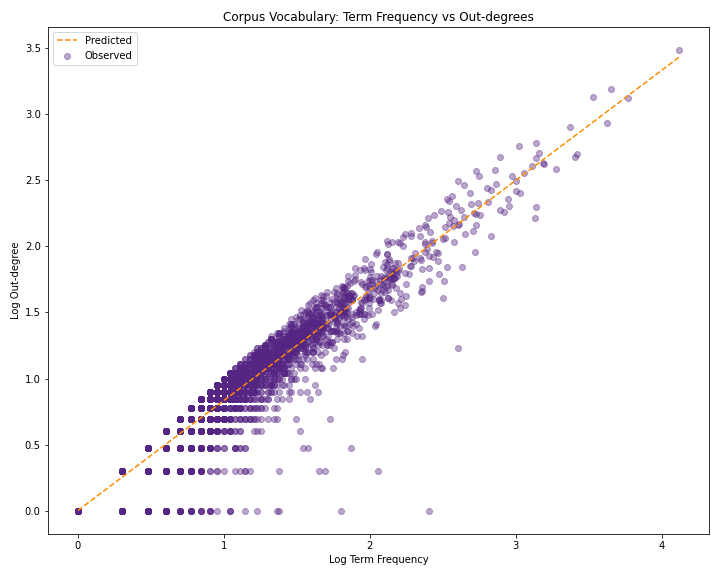 Corpus Vocabulary: Term Frequency vs Out-degrees
Predicted
Observed
3.5
3.0
2.5
2.0
1.5
1.0
0.5
0.0
Log Out-degree
0
1
2
3
4
Log Term Frequency